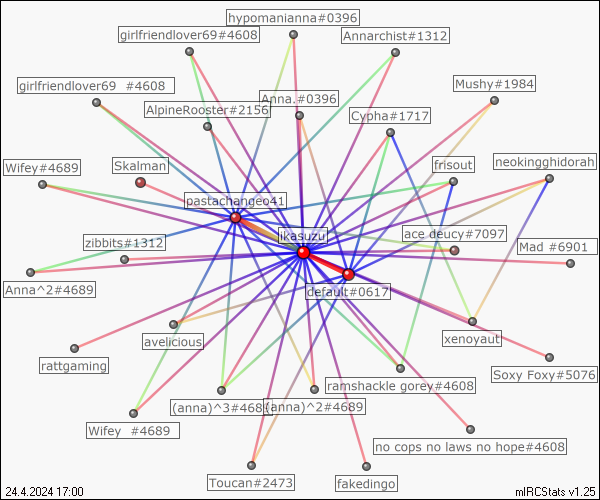 hypomanianna#0396
girlfriendlover69#4608
Annarchist#1312
girlfriendlover69 #4608
Mushy#1984
Anna.#0396
AlpineRooster#2156
Cypha#1717
Wifey#4689
Skalman
frisout
neokingghidorah
pastachangeo41
ikasuzu
ace.deucy#7097
zibbits#1312
Mad #6901
Anna^2#4689
default#0617
avelicious
xenoyaut
rattgaming
Soxy Foxy#5076
ramshackle gorey#4608
(anna)^3#4689
(anna)^2#4689
Wifey #4689
no cops no laws no hope#4608
Toucan#2473
fakedingo
24.4.2024 17:00
mIRCStats v1.25